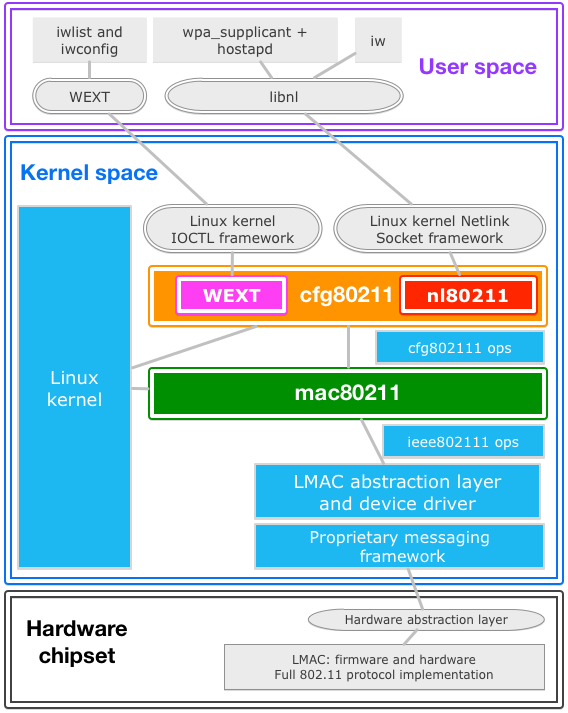 iwlist and
iwconfig
wpa_supplicant +
hostapd
iw
User space
WEXT
libnl
Kernel space
Linux kernel
IOCTL framework
Linux kernel Netlink
Socket framework
WEXT
cfg80211
nl80211
cfg802111 ops
Linux
kernel
mac80211
ieee802111 ops
LMAC abstraction layer
and device driver
Proprietary messaging
framework
Hardware
chipset
Hardware abstraction layer
LMAC: firmware and hardware
Full 802.11 protocol implementation